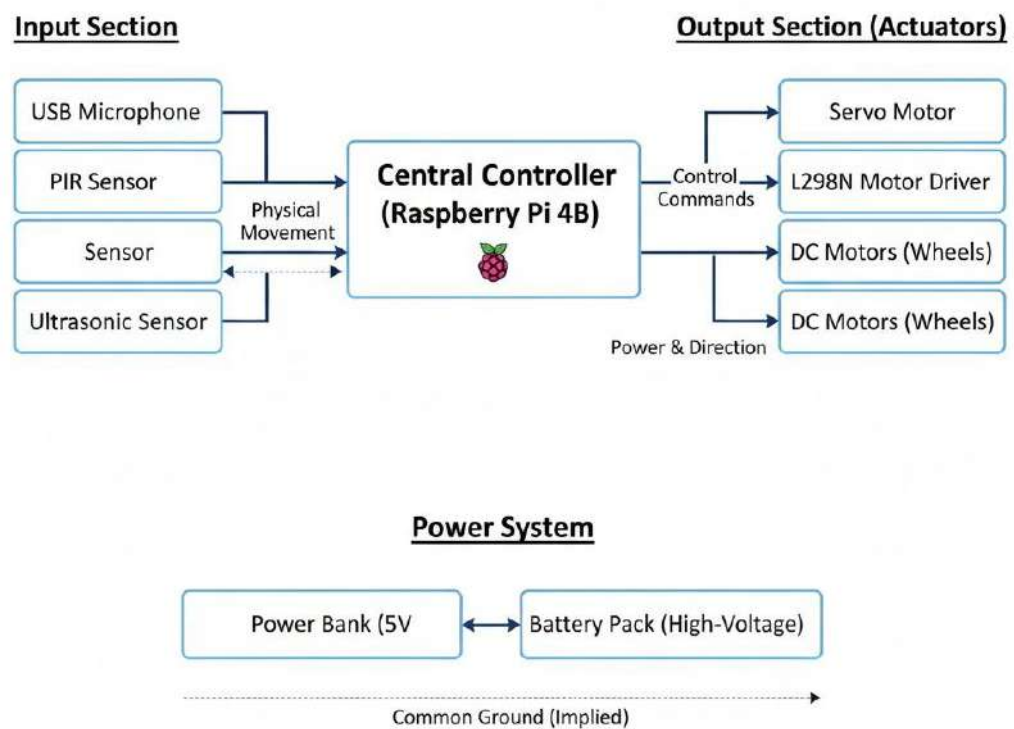 Input Section
Output Section (Actuators)
USB Microphone
PIR Sensor
Sensor
Ultrasonic Sensor
Physical
Movement
Central Controller
(Raspberry Pi 4B)
Control
Commands
Servo Motor
L298N Motor Driver
DC Motors (Wheels)
DC Motors (Wheels)
Power & Direction
Power System
Power Bank (5V
Battery Pack (High-Voltage)
Common Ground (Implied)